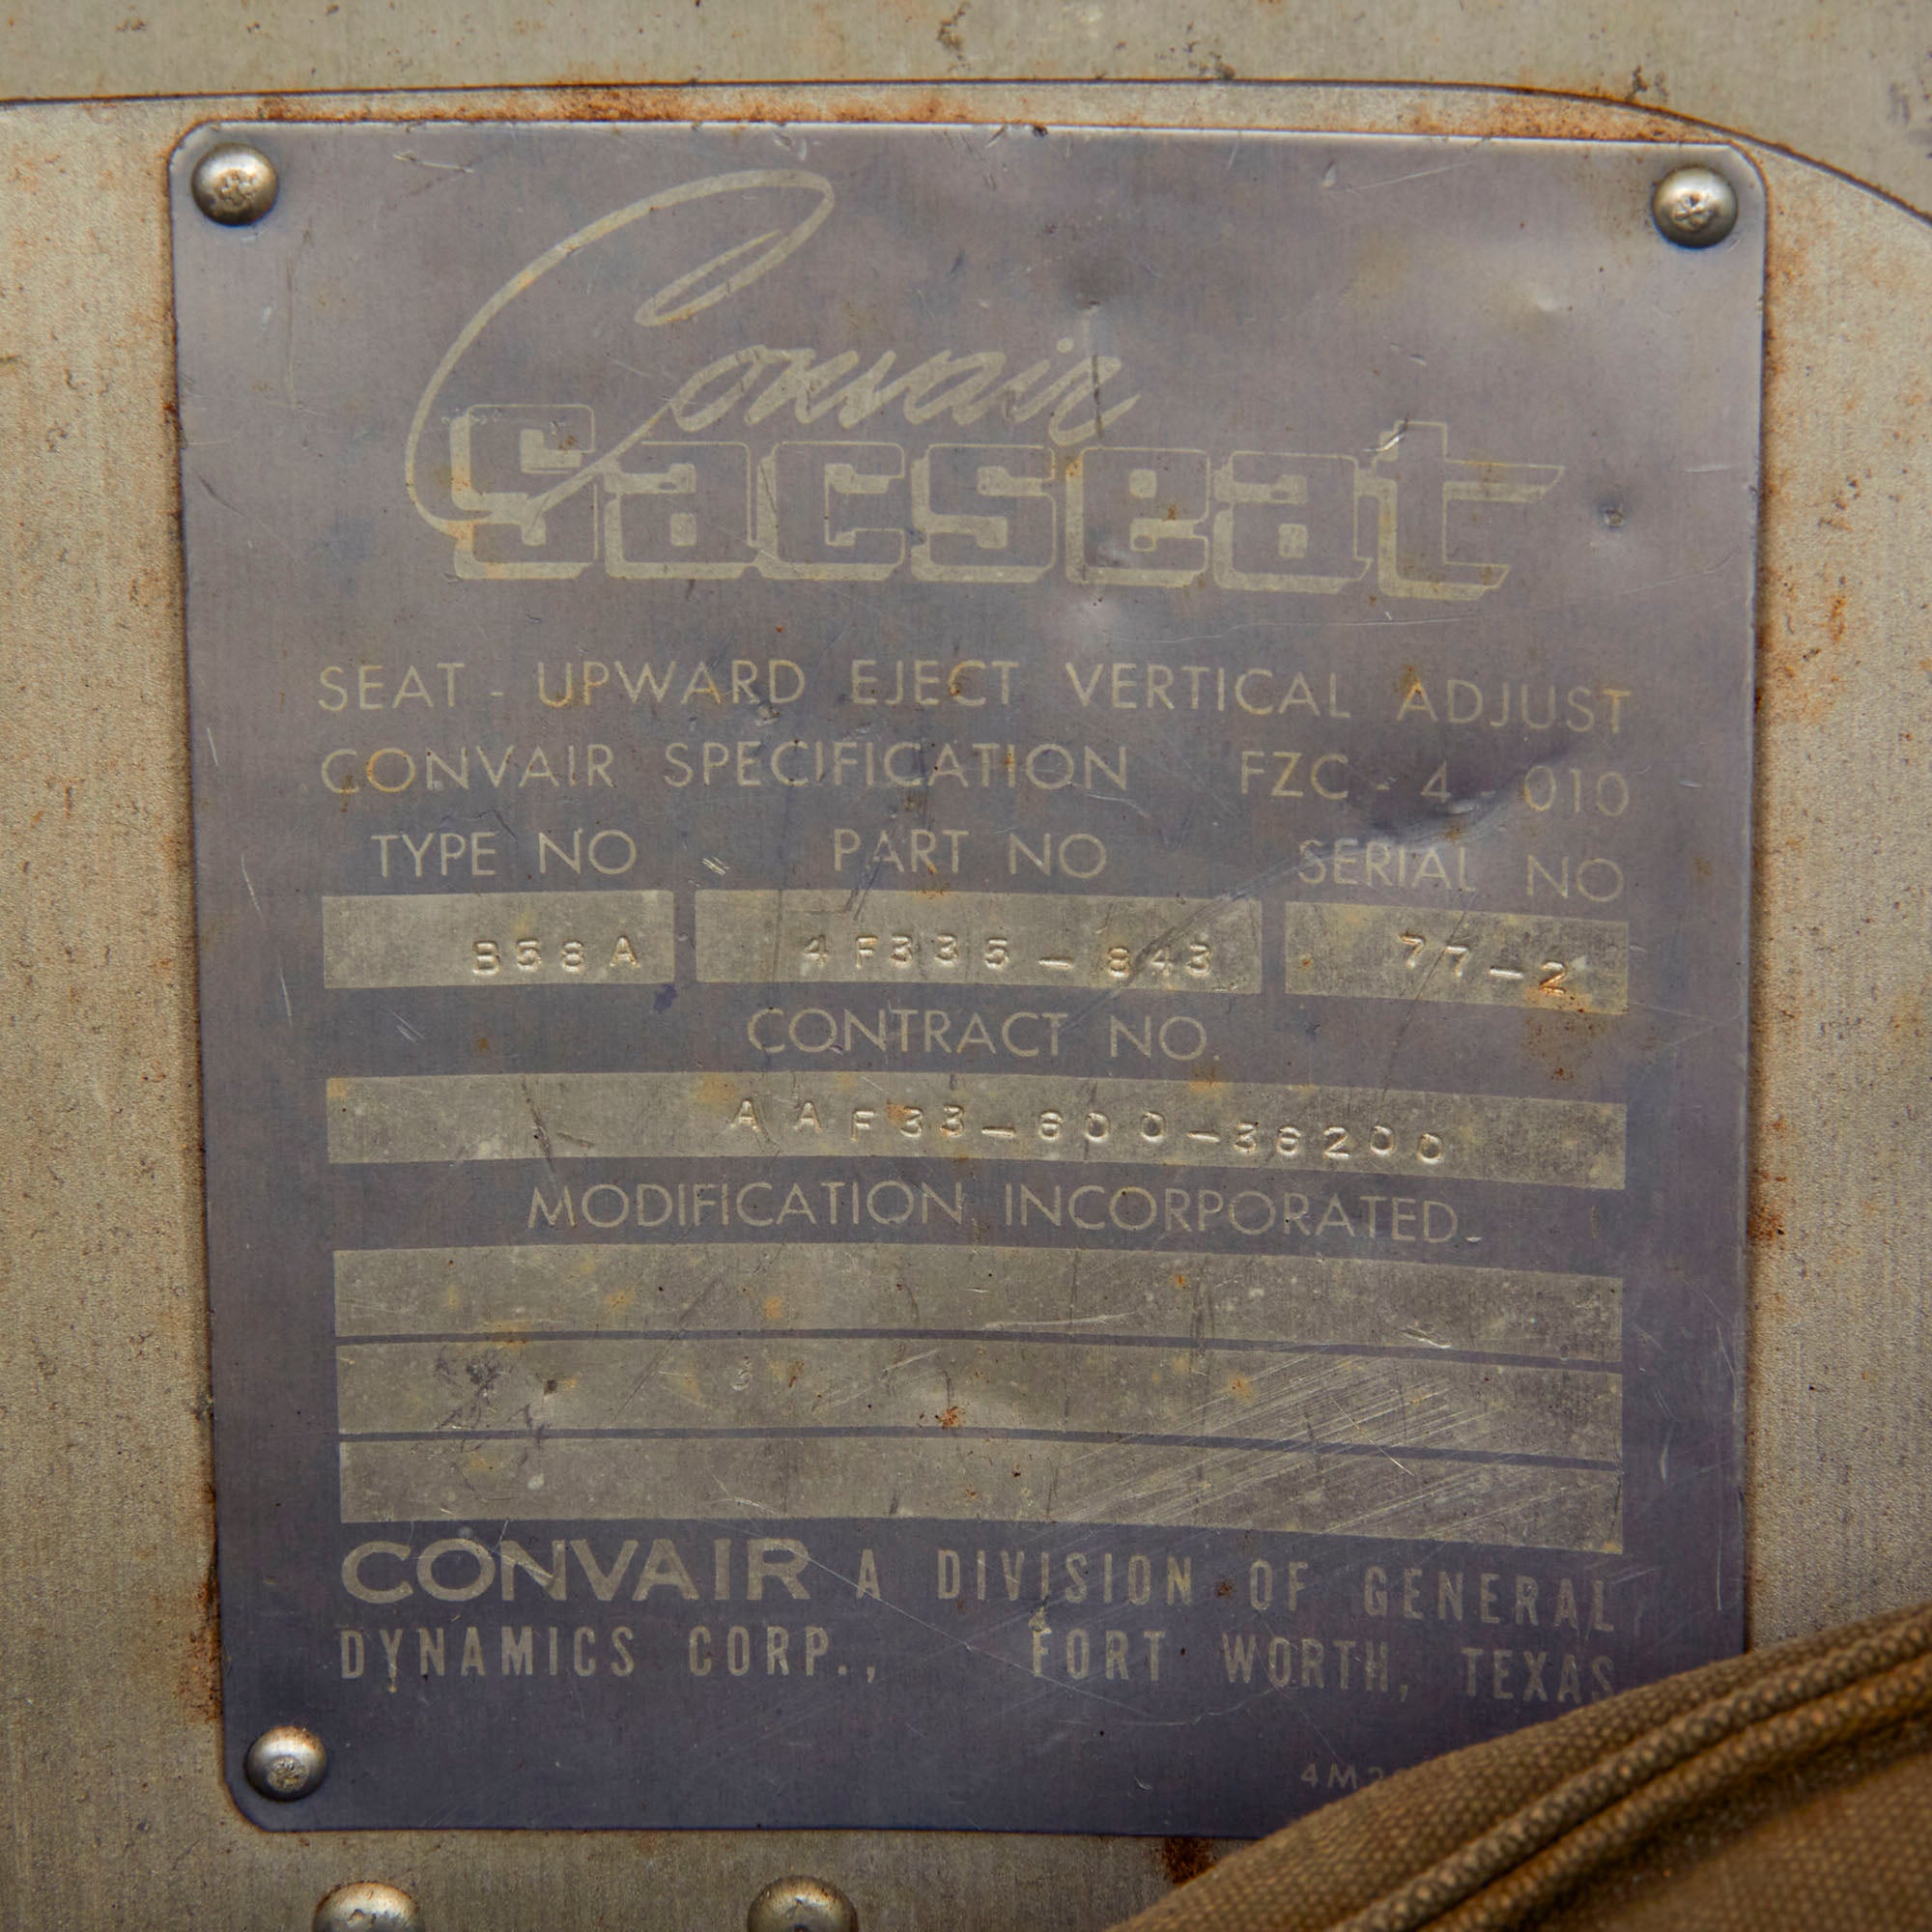 Convair
Sacseat
SEAT - UPWARD EJECT VERTICAL ADJUST
CONVAIR SPECIFICATION FZC - 4 - 010
TYPE NO PART NO SERIAL NO
B58A 4F335-843 77-2
CONTRACT NO.
AAF33-600-36200
MODIFICATION INCORPORATED.
CONVAIR A DIVISION OF GENERAL
DYNAMICS CORP., FORT WORTH, TEXAS